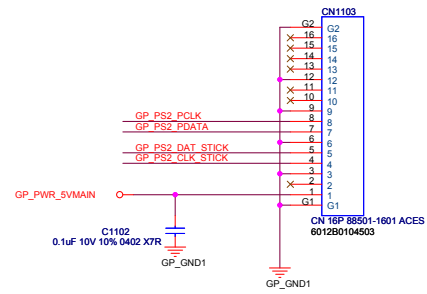 CN1103
G2 G2
16 16
15 15
14 14
13 13
12 12
11 11
10 10
9 9
GP_PS2_PCLK 8 8
GP_PS2_PDATA 7 7
6 6
GP_PS2_DAT_STICK 5 5
GP_PS2_CLK_STICK 4 4
3 3
2 2
GP_PWR_5VMAIN 1 1
G1 G1
CN 16P 88501-1601 ACES
6012B0104503
C1102
0.1uF 10V 10% 0402 X7R
GP_GND1
GP_GND1